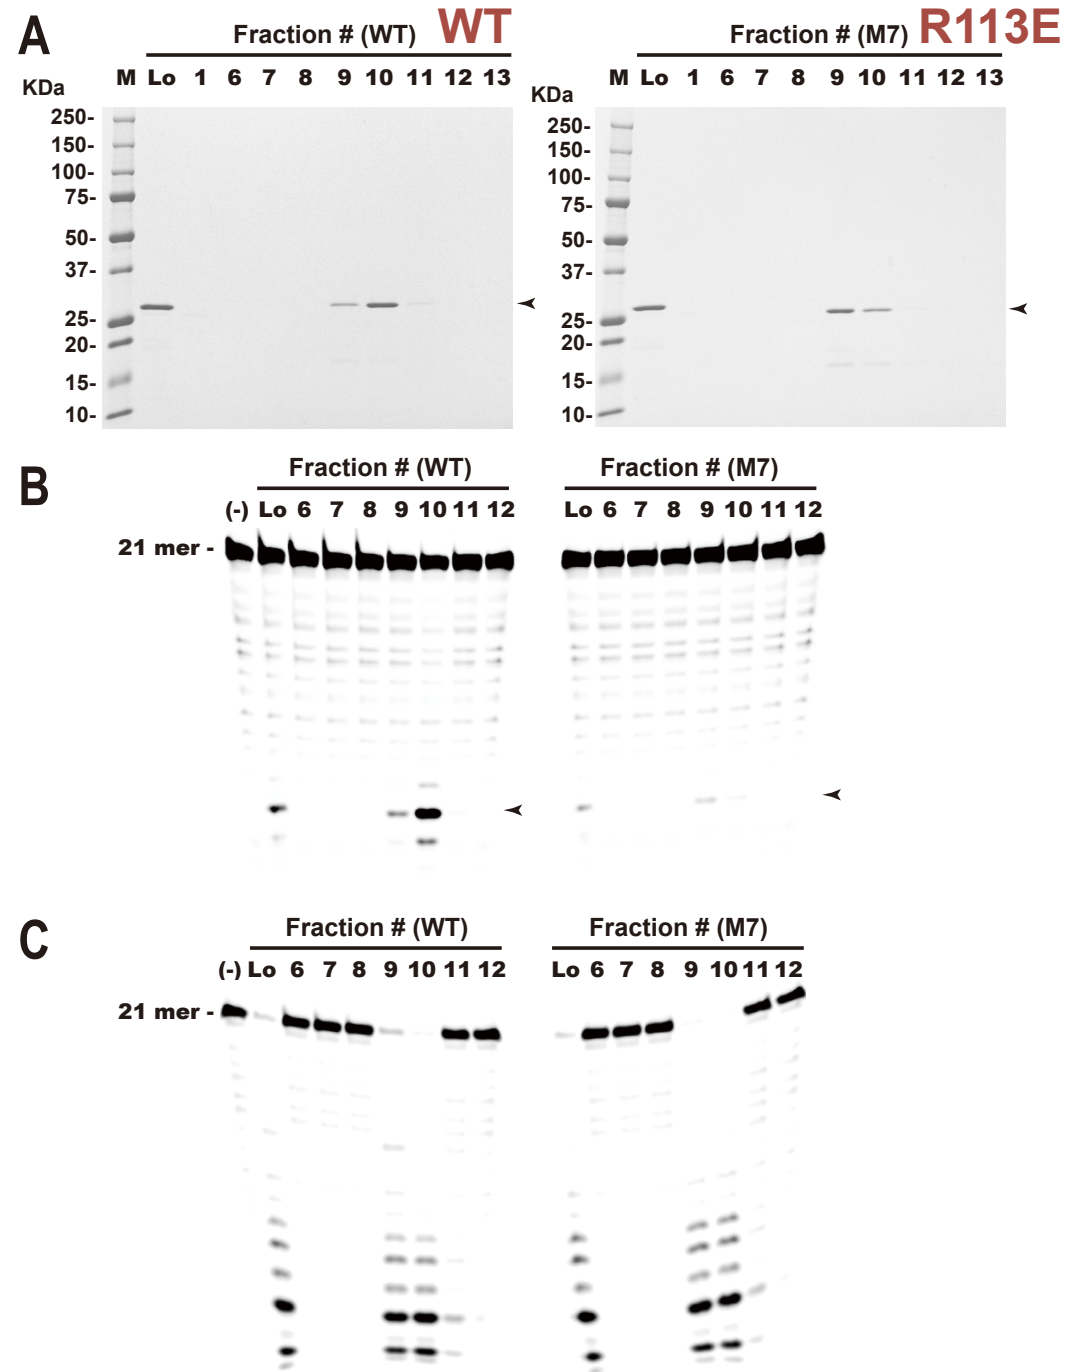 A
Fraction # (WT) WT
Fraction # (M7) R113E
KDa
M Lo 1 6 7 8 9 10 11 12 13
KDa
M Lo 1 6 7 8 9 10 11 12 13
250-
150-
100-
75-
50-
37-
25-
20-
15-
10-
250-
150-
100-
75-
50-
37-
25-
20-
15-
10-
B
Fraction # (WT)
Fraction # (M7)
(-) Lo 6 7 8 9 10 11 12
Lo 6 7 8 9 10 11 12
21 mer -
C
Fraction # (WT)
Fraction # (M7)
(-) Lo 6 7 8 9 10 11 12
Lo 6 7 8 9 10 11 12
21 mer -